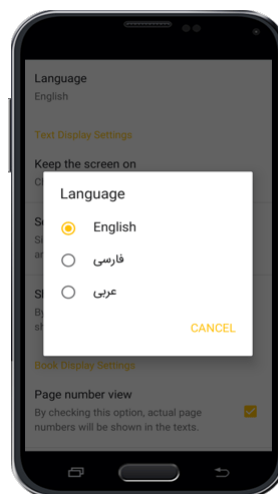 Language
English
Text Display Settings
Keep the screen on
Language
English
فارسی
عربی
CANCEL
Book Display Settings
Page number view
By checking this option, actual page
numbers will be shown in the texts.